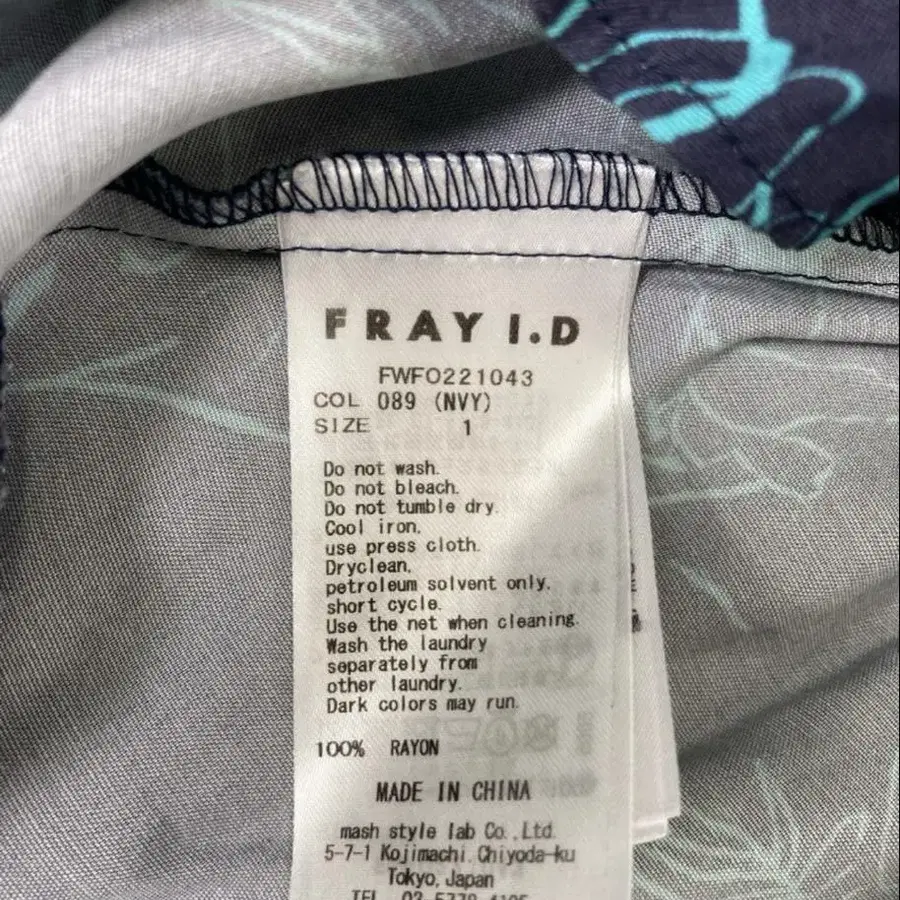 FRAY I.D
FWFO221043
COL 089 (NVY)
SIZE 1
Do not wash.
Do not bleach.
Do not tumble dry.
Cool iron,
use press cloth.
Dryclean,
petroleum solvent only,
short cycle.
Use the net when cleaning.
Wash the laundry
separately from
other laundry.
Dark colors may run.
100% RAYON
MADE IN CHINA
mash style lab Co.,Ltd.
5-7-1 Kojimachi, Chiyoda-ku
Tokyo, Japan
TEL